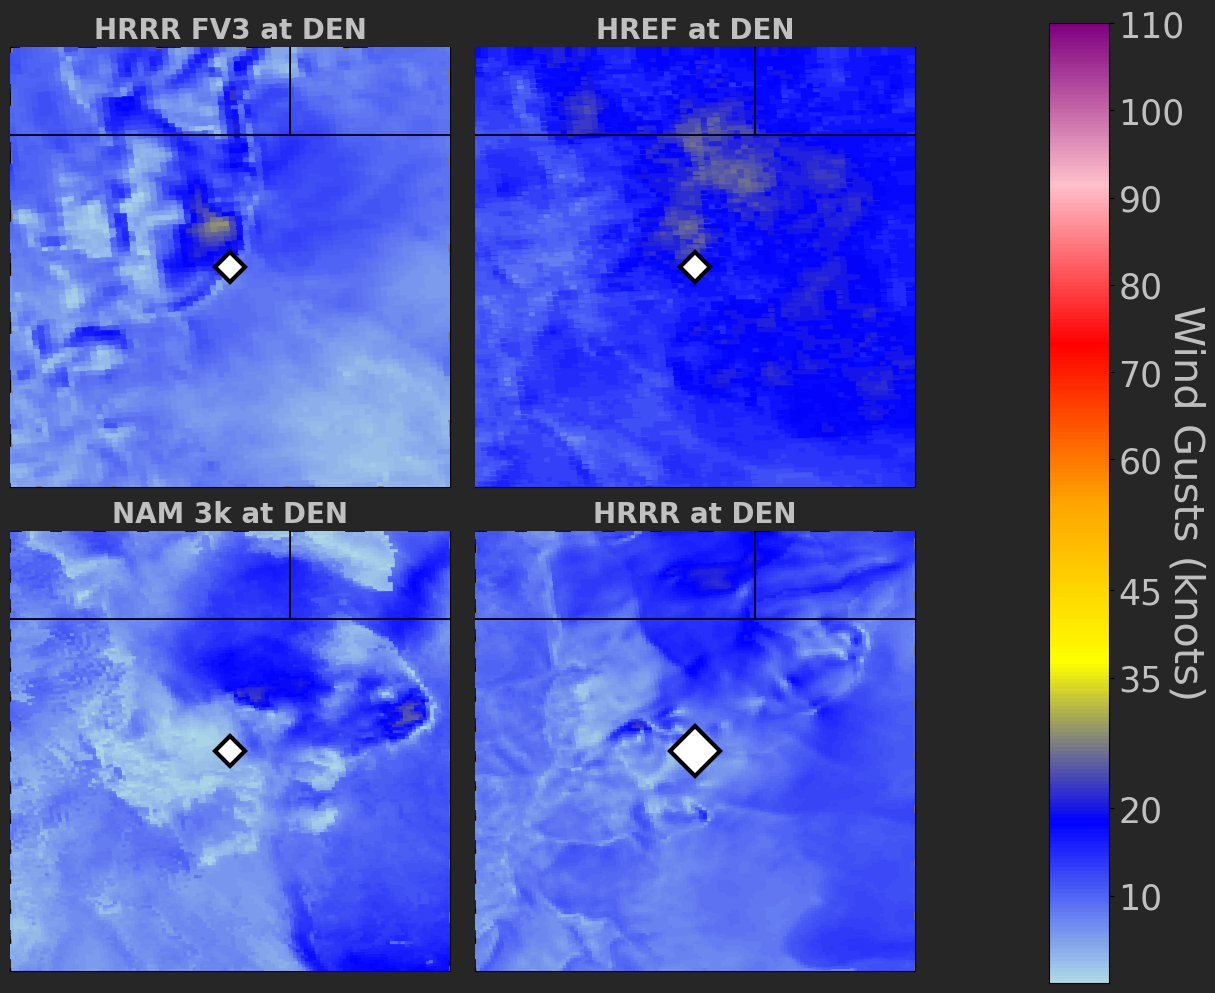 HRRR FV3 at DEN
HREF at DEN
NAM 3k at DEN
HRRR at DEN
110
100
90
80
70
60
45
35
20
10
Wind Gusts (knots)